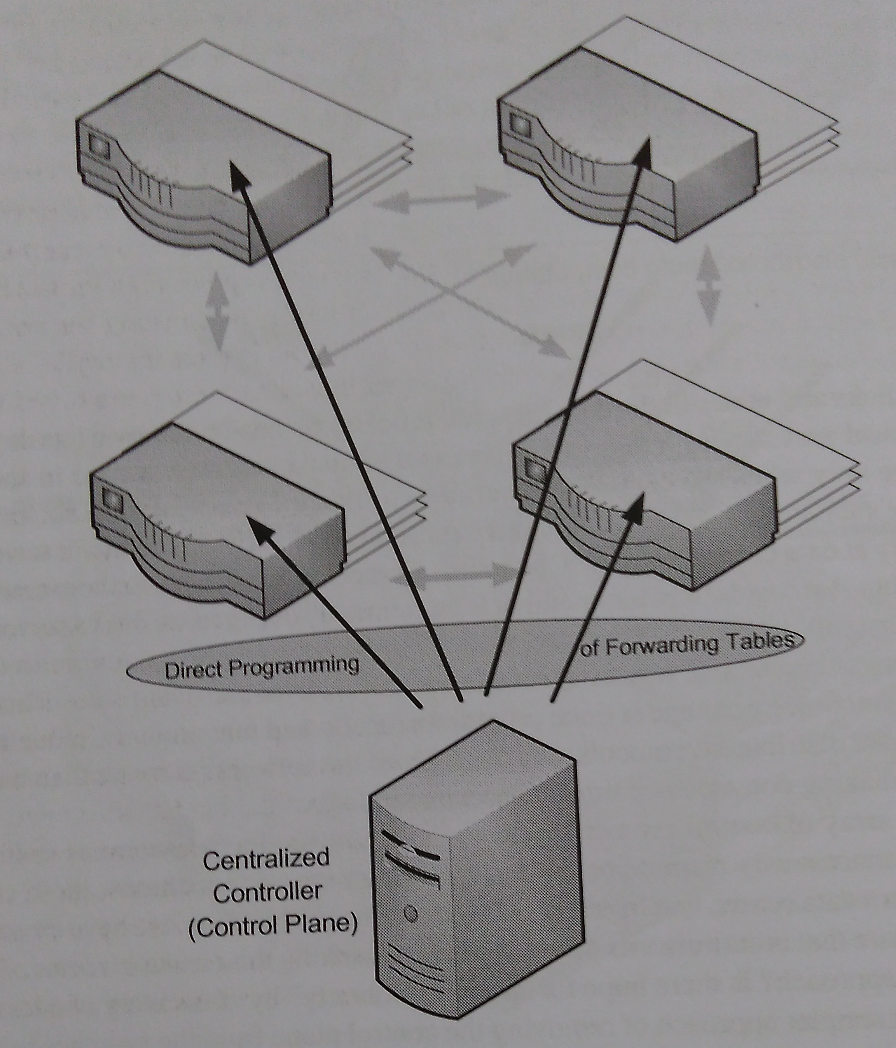 Direct Programming
of Forwarding Tables
Centralized
Controller
(Control Plane)